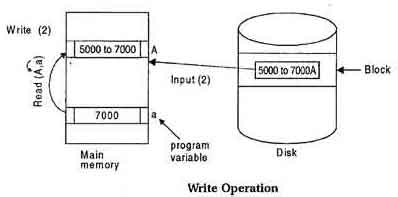 Write (2)
5000 to 7000
A
Read (A,a)
Input (2)
5000 to 7000A
Block
7000
a
program
variable
Main
memory
Disk
Write Operation